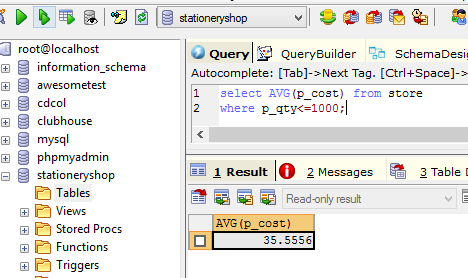 stationeryshop
root@localhost
information_schema
awesometest
cdcol
clubhouse
mysql
phpmyadmin
stationeryshop
Tables
Views
Stored Procs
Functions
Triggers
Query
QueryBuilder
SchemaDesig
Autocomplete: [Tab]->Next Tag. [Ctrl+Space]->
1 select AVG(p_cost) from store
2 where p_qty<=1000;
1 Result
2 Messages
3 Table D
Read-only result
AVG(p_cost)
35.5556